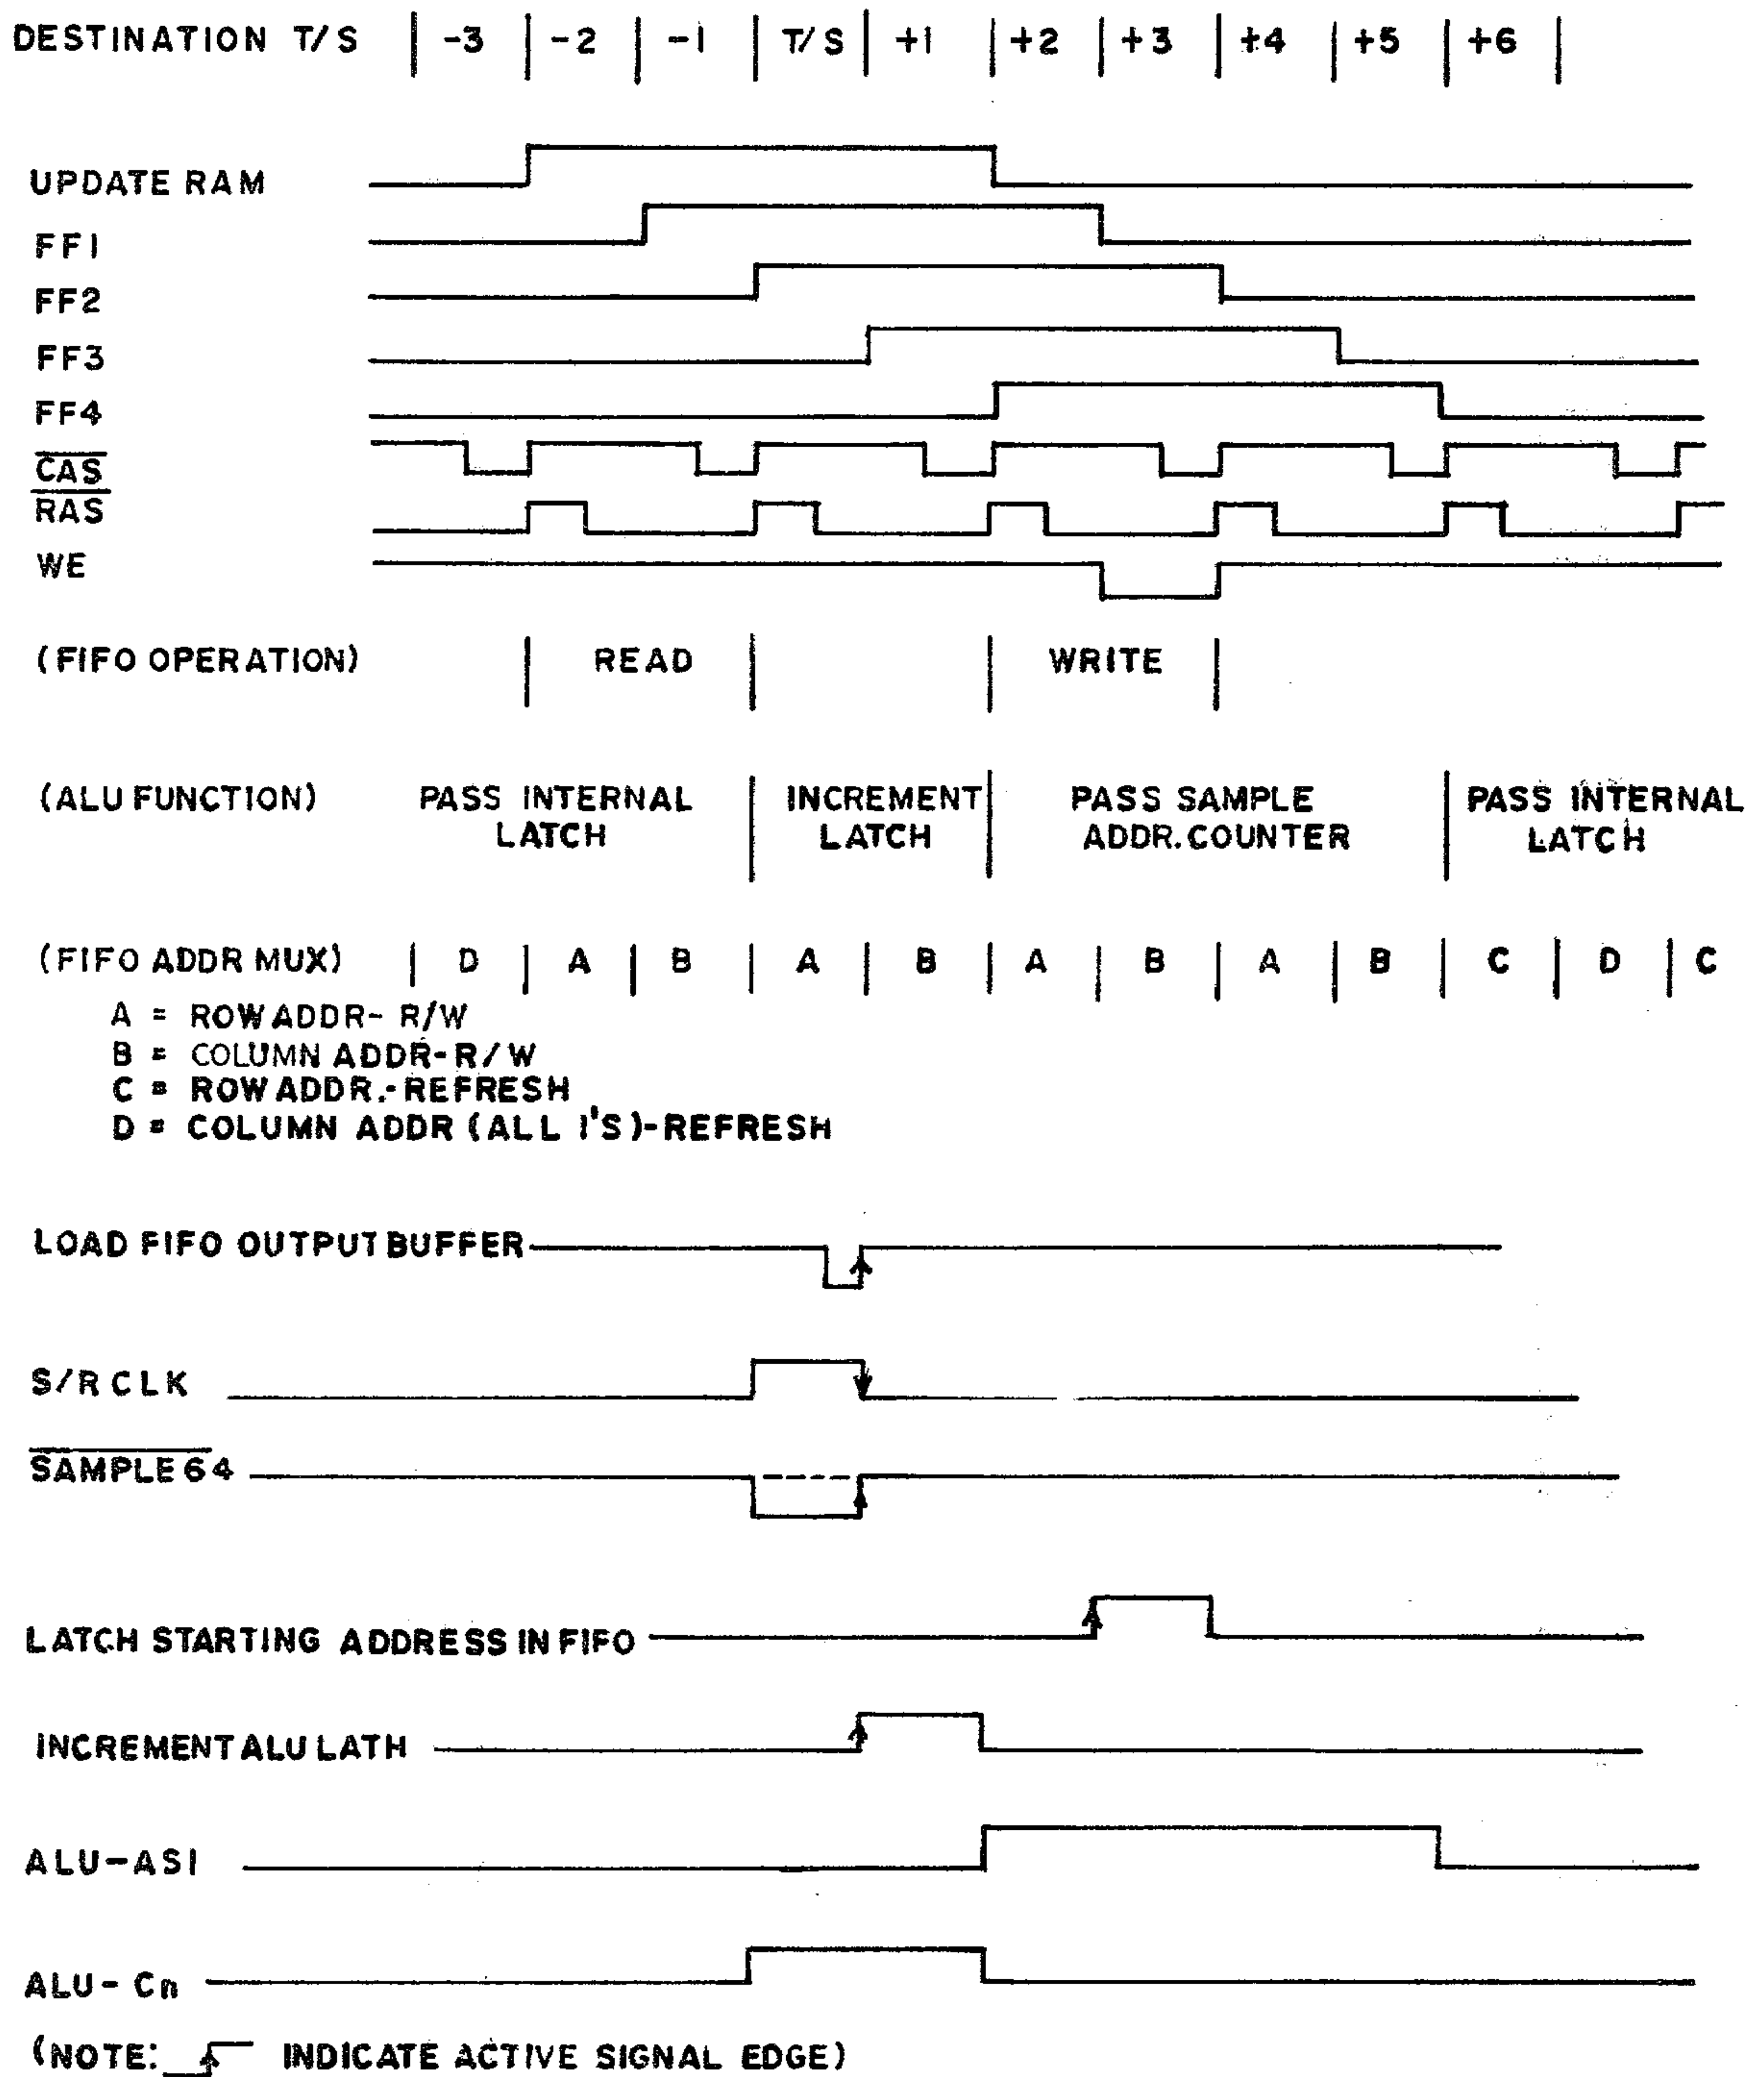 DESTINATION T/S | -3 | -2 | -1 | T/S | +1 | +2 | +3 | +4 | +5 | +6 |
UPDATE RAM
FF1
FF2
FF3
FF4
CAS
RAS
WE
(FIFO OPERATION) | READ | | WRITE |
(ALU FUNCTION) PASS INTERNAL | INCREMENT | PASS SAMPLE | PASS INTERNAL
LATCH LATCH ADDR. COUNTER LATCH
(FIFO ADDR MUX) | D | A | B | A | B | A | B | A | B | C | D | C
A = ROW ADDR- R/W
B = COLUMN ADDR-R/W
C = ROW ADDR.-REFRESH
D = COLUMN ADDR (ALL 1'S)-REFRESH
LOAD FIFO OUTPUT BUFFER
S/R CLK
SAMPLE 64
LATCH STARTING ADDRESS IN FIFO
INCREMENT ALU LATH
ALU-AS1
ALU-Cn
(NOTE: INDICATE ACTIVE SIGNAL EDGE)